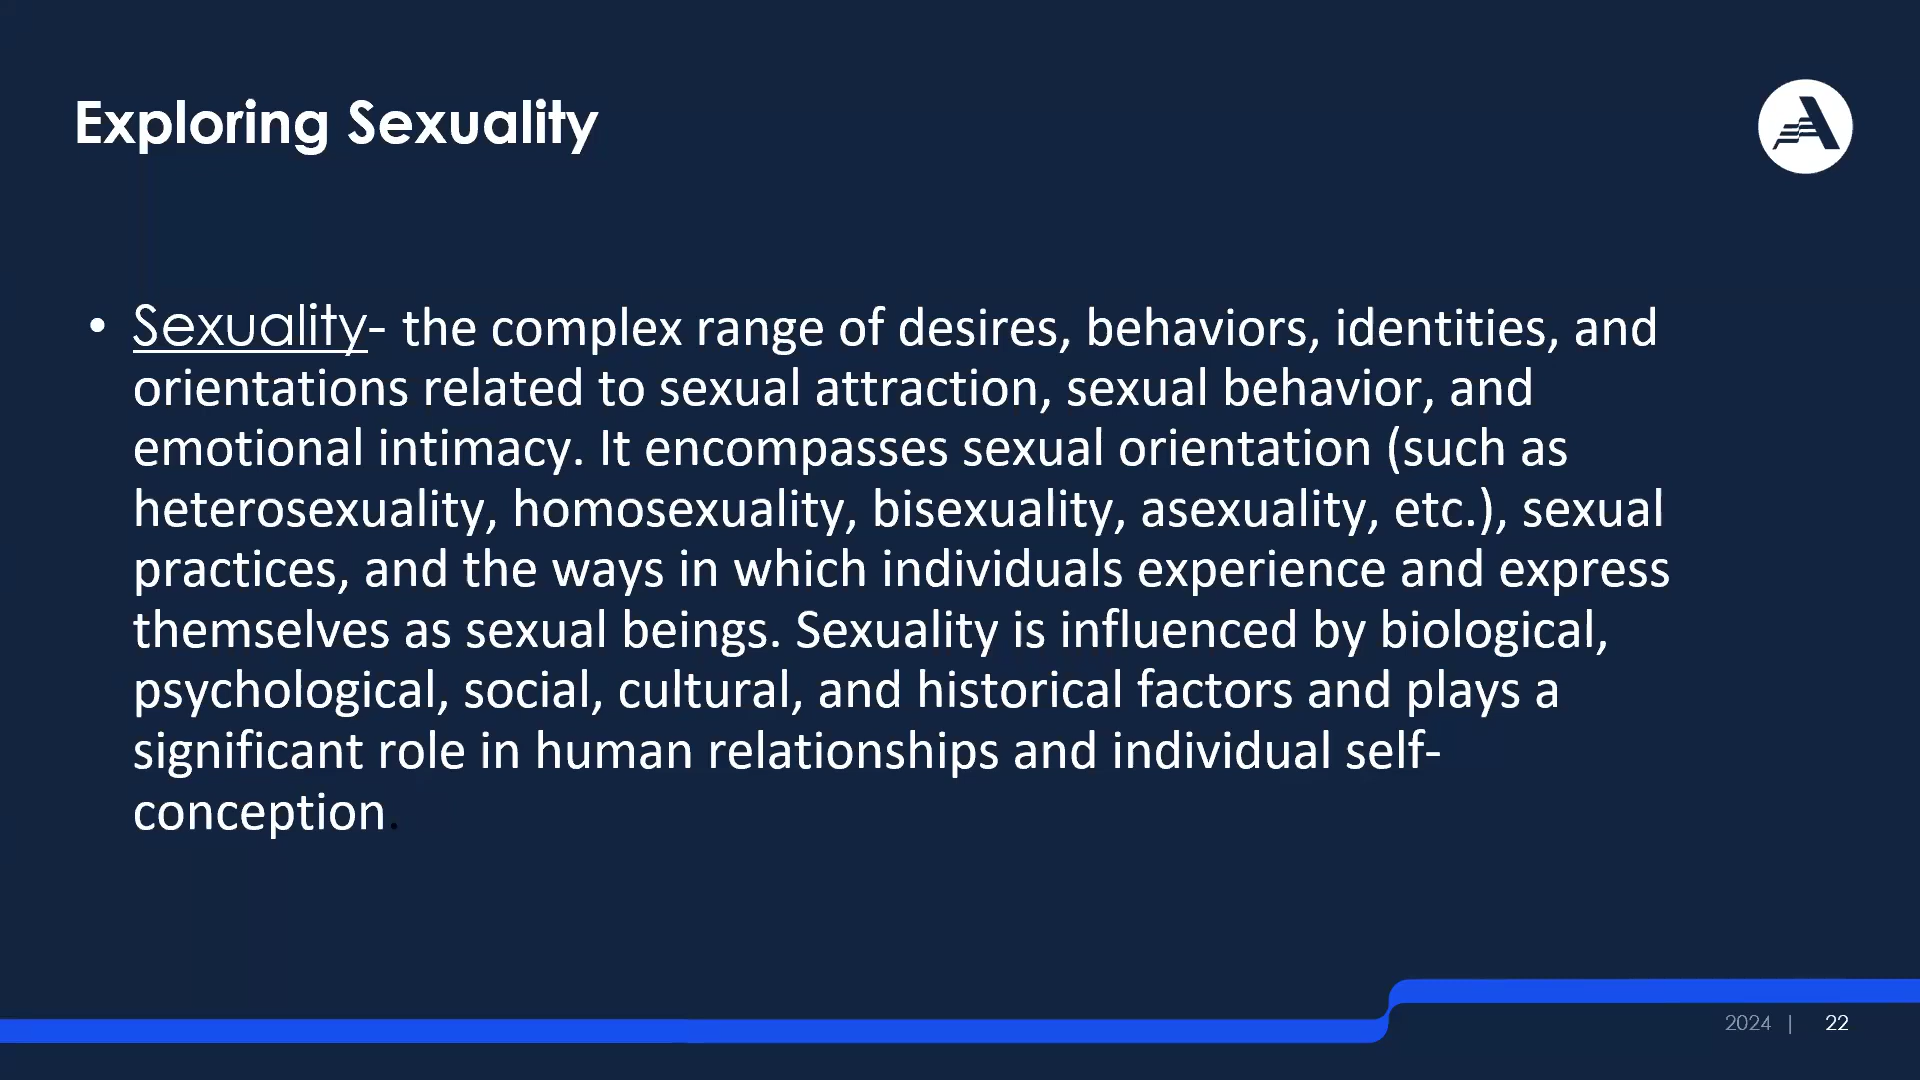 Exploring Sexuality
• Sexuality- the complex range of desires, behaviors, identities, and
orientations related to sexual attraction, sexual behavior, and
emotional intimacy. It encompasses sexual orientation (such as
heterosexuality, homosexuality, bisexuality, asexuality, etc.), sexual
practices, and the ways in which individuals experience and express
themselves as sexual beings. Sexuality is influenced by biological,
psychological, social, cultural, and historical factors and plays a
significant role in human relationships and individual self-
conception.
2024 | 22